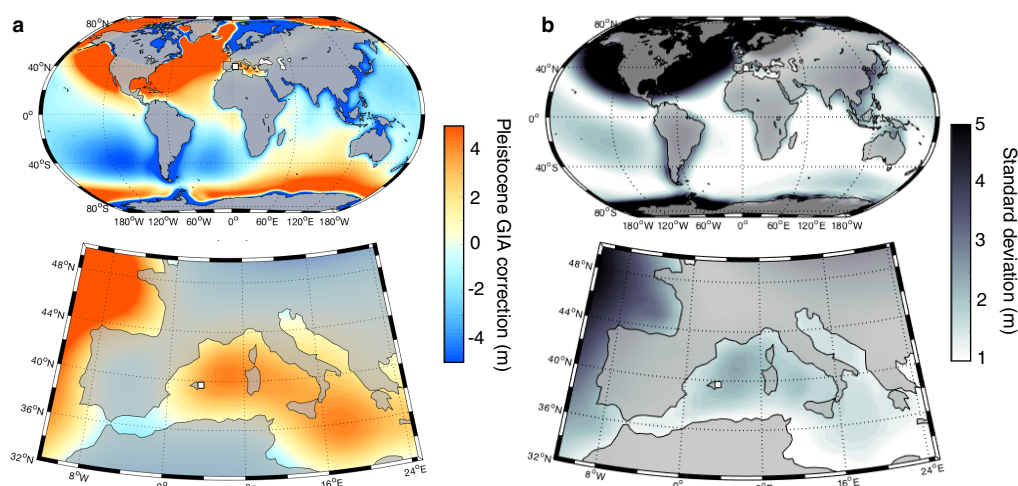 a
80°N
40°N
0°
40°S
80°S
180°W 120°W 60°W 0° 60°E 120°E 180°W
4
2
0
-2
-4
Pleistocene GIA correction (m)
48°N
44°N
40°N
36°N
32°N
8°W
16°E
24°E
b
80°N
40°N
0°
40°S
80°S
180°W 120°W 60°W 0° 60°E 120°E 180°W
5
4
3
2
1
Standard deviation (m)
48°N
44°N
40°N
36°N
32°N
8°W
16°E
24°E